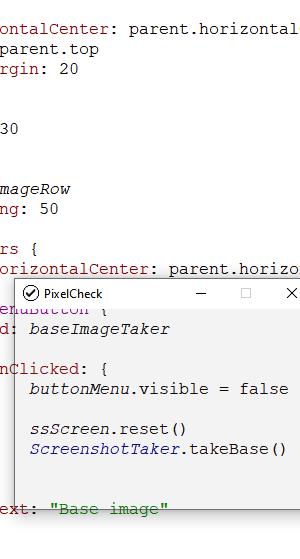 ontalCenter: parent.horizontal
parent.top
rgin: 20
30
mageRow
ng: 50
rs {
orizontalCenter: parent.horizo
PixelCheck
enuButton {
d: baseImageTaker
nClicked: {
buttonMenu.visible = false
ssScreen.reset()
ScreenshotTaker.takeBase()
ext: "Base image"